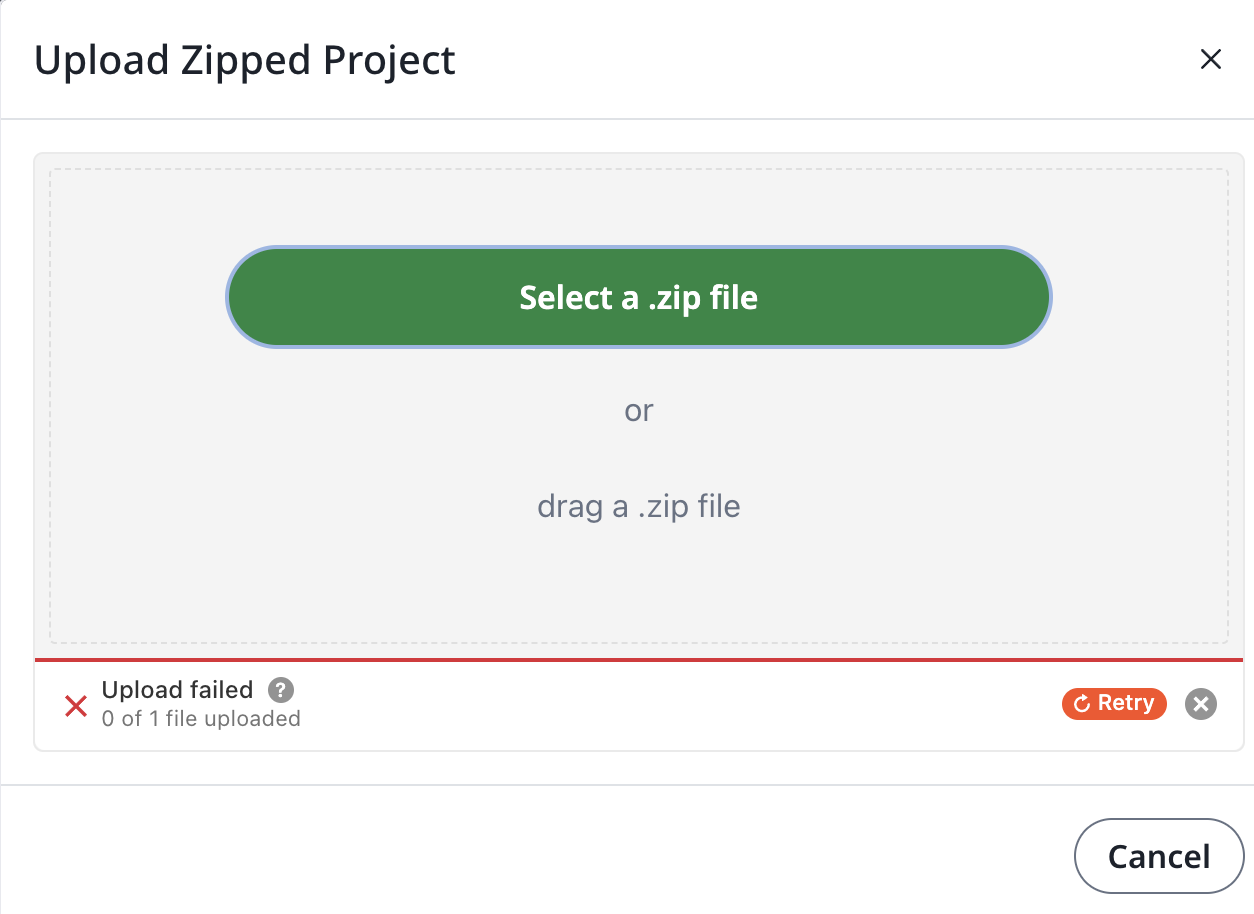 Upload Zipped Project
Select a .zip file
or
drag a .zip file
Upload failed ?
0 of 1 file uploaded
Retry
Cancel